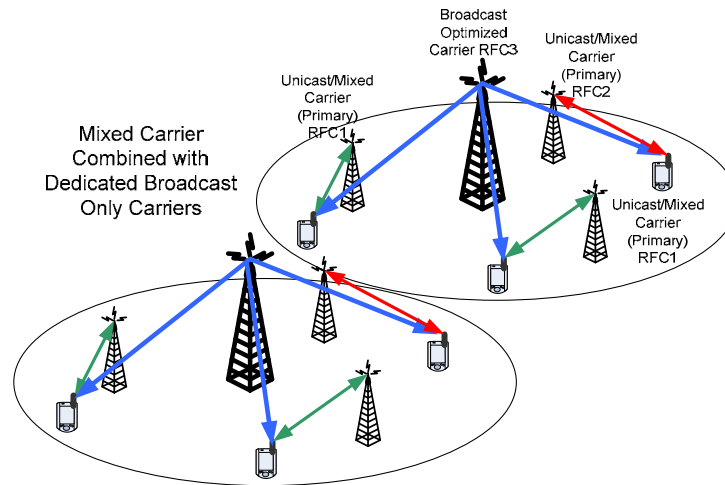 Broadcast
Optimized
Carrier RFC3
Unicast/Mixed
Carrier
(Primary)
RFC2
Unicast/Mixed
Carrier
(Primary)
RFC1
Mixed Carrier
Combined with
Dedicated Broadcast
Only Carriers
Unicast/Mixed
Carrier
(Primary)
RFC1